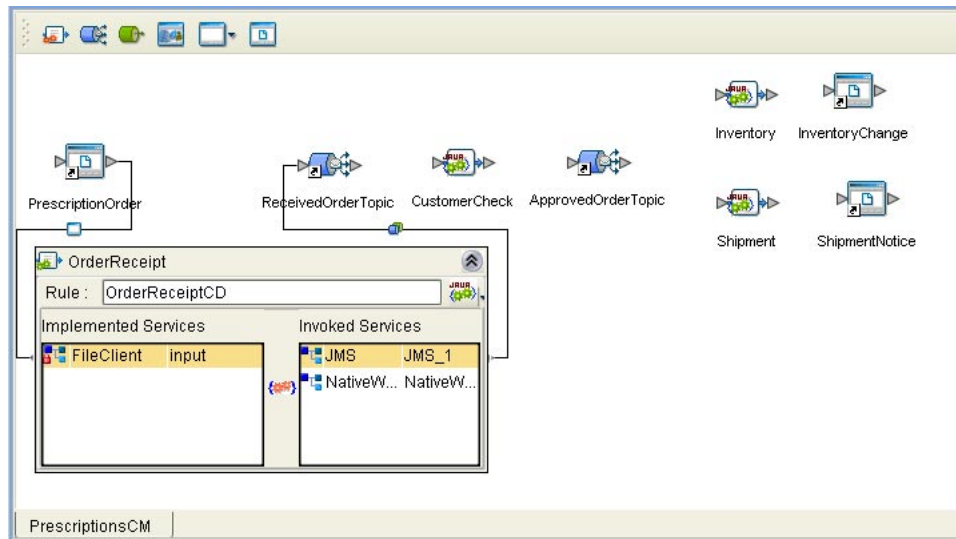 Inventory InventoryChange
PrescriptionOrder ReceivedOrderTopic CustomerCheck ApprovedOrderTopic
Shipment ShipmentNotice
OrderReceipt
Rule : OrderReceiptCD
Implemented Services Invoked Services
FileClient input JMS JMS_1
NativeW... NativeW...
PrescriptionsCM